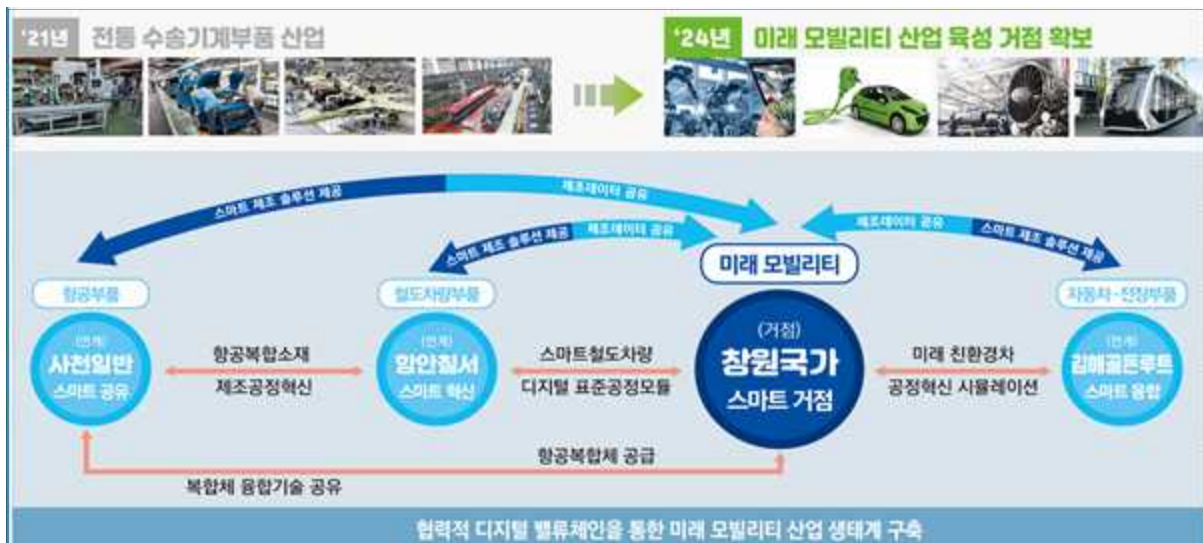 '21년 전통 수송기계부품 산업
'24년 미래 모빌리티 산업 육성 거점 확보
스마트 제조 솔루션 제공
제조데이터 공유
스마트 제조 솔루션 제공
제조데이터 공유
제조데이터 공유
스마트 제조 솔루션 제공
미래 모빌리티
항공부품
철도차량부품
자동차·전장부품
(연계)
사천일반
스마트 공유
항공복합소재
제조공정혁신
(연계)
함안칠서
스마트 혁신
스마트철도차량
디지털 표준공정모듈
(거점)
창원국가
스마트 거점
미래 친환경차
공정혁신 시뮬레이션
(연계)
김해골든루트
스마트 융합
항공복합체 공급
복합체 융합기술 공유
협력적 디지털 밸류체인을 통한 미래 모빌리티 산업 생태계 구축